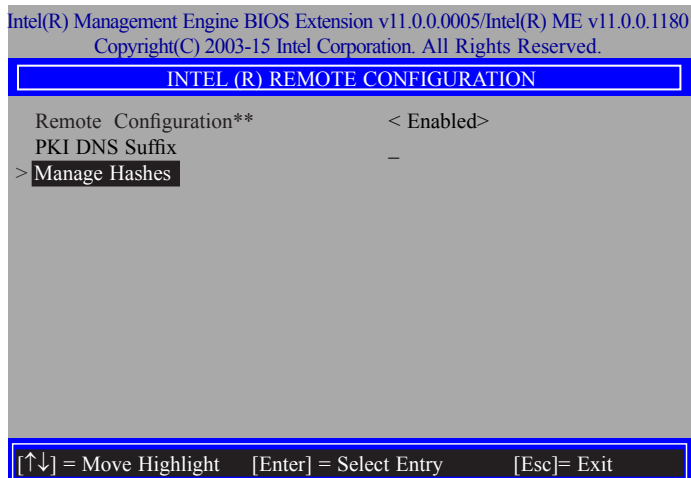 Intel(R) Management Engine BIOS Extension v11.0.0.0005/Intel(R) ME v11.0.0.1180
Copyright(C) 2003-15 Intel Corporation. All Rights Reserved.
INTEL (R) REMOTE CONFIGURATION
Remote Configuration** < Enabled>
PKI DNS Suffix _
> Manage Hashes
[↑↓] = Move Highlight [Enter] = Select Entry [Esc]= Exit